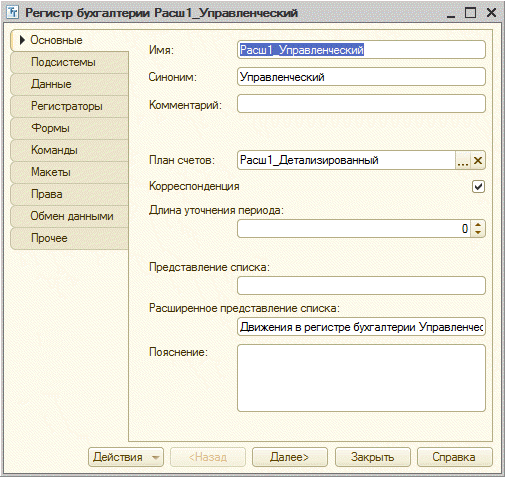 Регистр бухгалтерии Расш1_Управленческий
Основные
Подсистемы
Данные
Регистраторы
Формы
Команды
Макеты
Права
Обмен данными
Прочее
Имя: Расш1_Управленческий
Синоним: Управленческий
Комментарий:
План счетов: Расш1_Детализированный ...
Корреспонденция
Длина уточнения периода:
0
Представление списка:
Расширенное представление списка:
Движения в регистре бухгалтерии Управленчес
Пояснение:
Действия <Назад Далее> Закрыть Справка